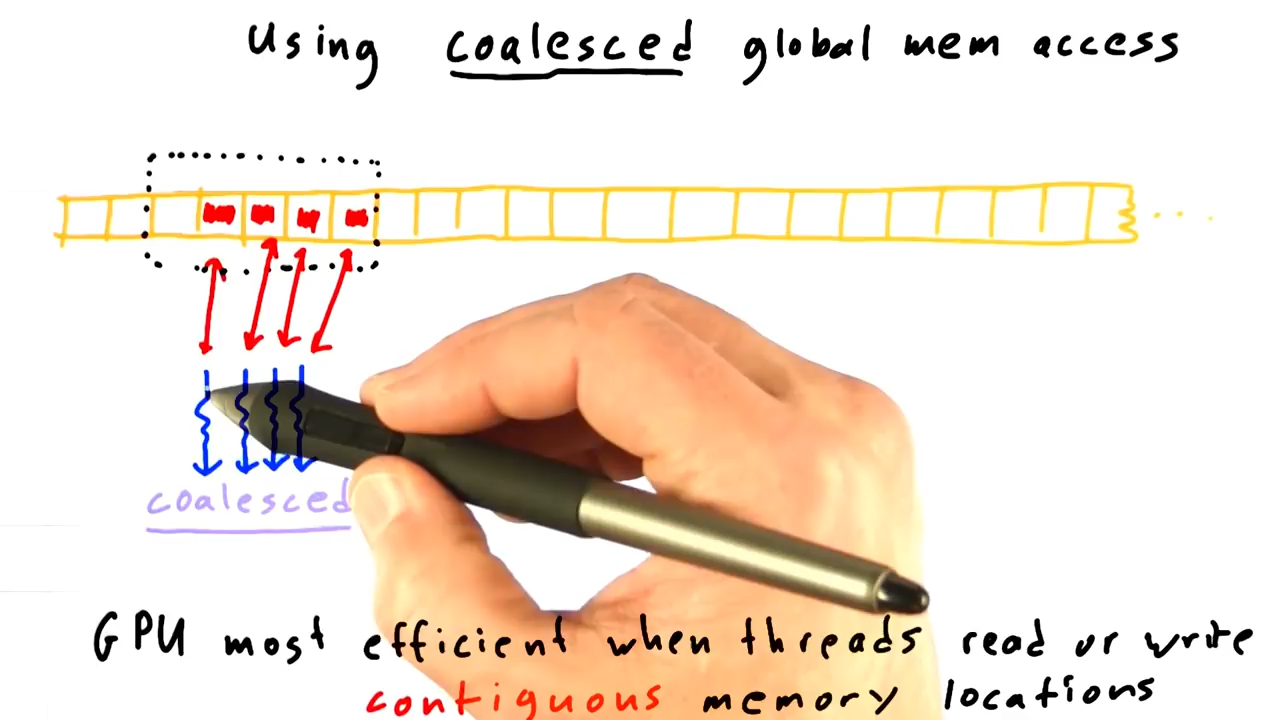 Using coalesced global mem access
coalesced
GPU most efficient when threads read or write
contiguous memory locations